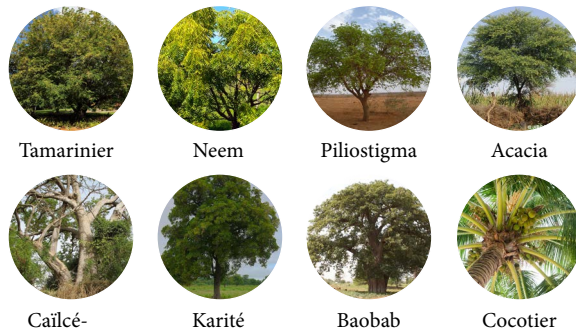 Tamarinier
Neem
Piliostigma
Acacia
Caïlcé-
Karité
Baobab
Cocotier